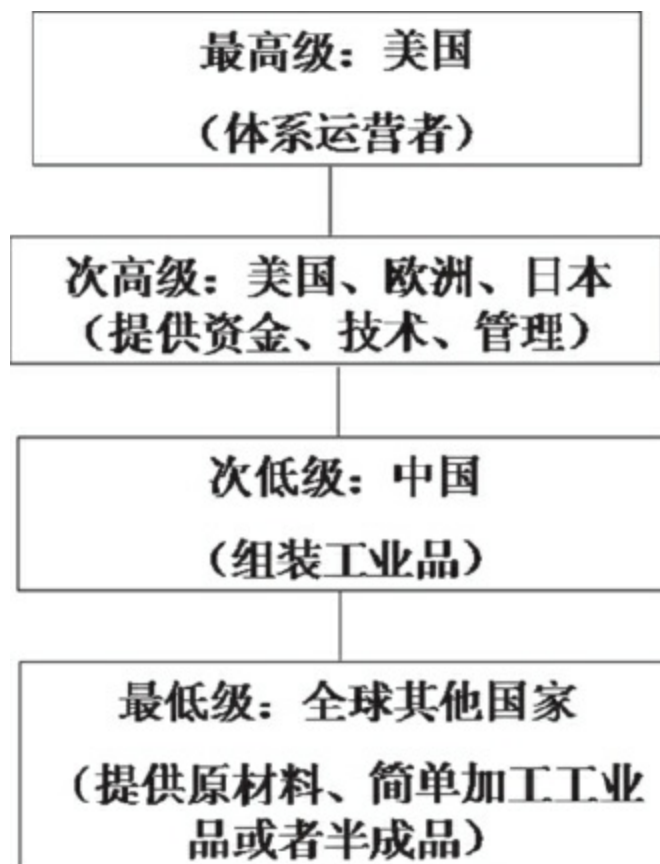 最高级：美国
（体系运营者）
次高级：美国、欧洲、日本
（提供资金、技术、管理）
次低级：中国
（组装工业品）
最低级：全球其他国家
（提供原材料、简单加工工业
品或者半成品）